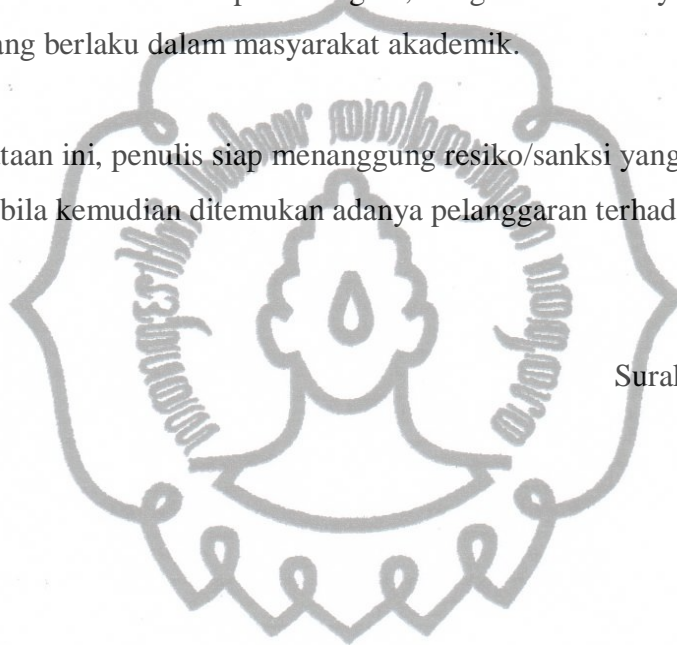 ang berlaku dalam masyarakat akademik.
taan ini, penulis siap menanggung resiko/sanksi yang
bila kemudian ditemukan adanya pelanggaran terhad
Surak